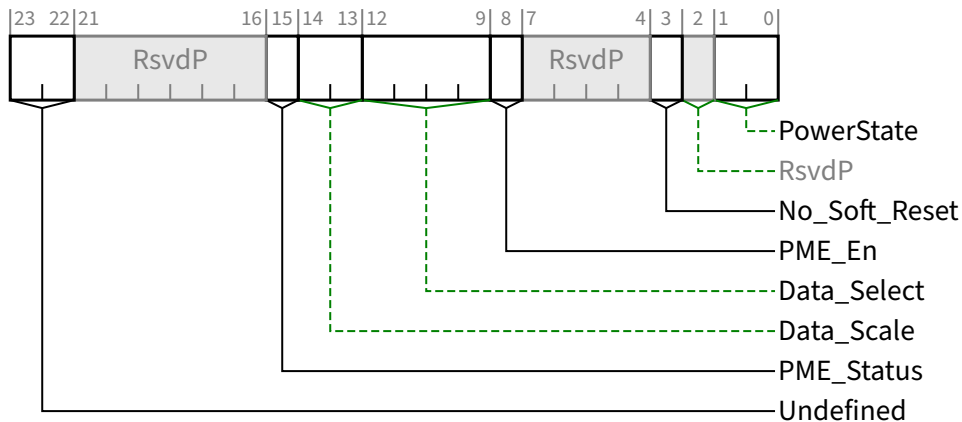 23 22 21 16 15 14 13 12 9 8 7 4 3 2 1 0
RsvdP RsvdP
PowerState
RsvdP
No_Soft_Reset
PME_En
Data_Select
Data_Scale
PME_Status
Undefined